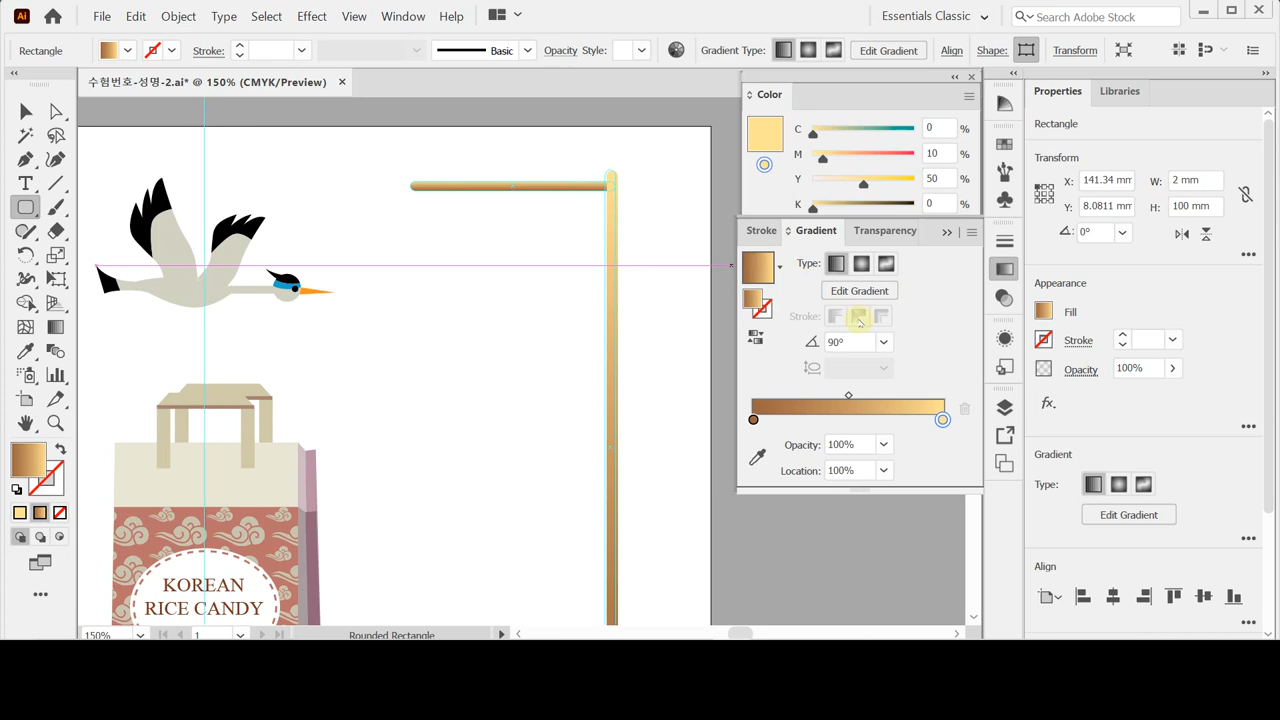 Ai File Edit Object Type Select Effect View Window Help Essentials Classic Search Adobe Stock
Rectangle Stroke: Basic Opacity Style: Gradient Type: Edit Gradient Align Shape: Transform
수험번호-성명-2.ai* @ 150% (CMYK/Preview)
Color
C 0 %
M 10 %
Y 50 %
K 0 %
Stroke Gradient Transparency
Type:
Edit Gradient
Stroke:
90°
Opacity: 100%
Location: 100%
Properties Libraries
Rectangle
Transform
X: 141.34 mm W: 2 mm
Y: 8.0811 mm H: 100 mm
0°
Appearance
Fill
Stroke
Opacity 100%
fx.
Gradient
Type:
Edit Gradient
Align
KOREAN
RICE CANDY
150% 1 Rounded Rectangle